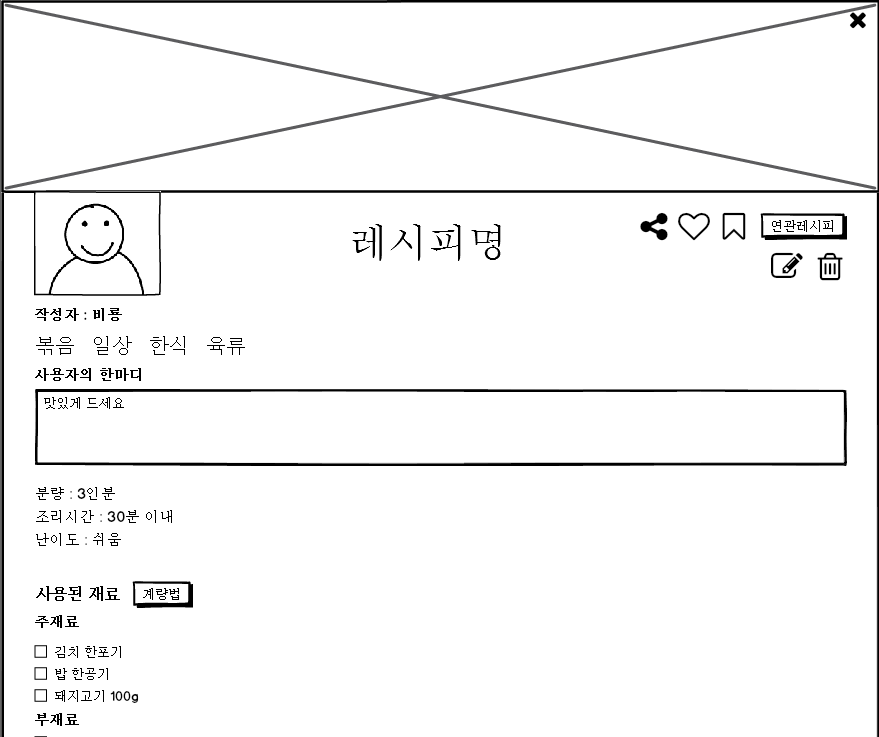 레시피명
연관레시피
작성자 : 비룡
볶음 일상 한식 육류
사용자의 한마디
맛있게 드세요
분량 : 3인분
조리시간 : 30분 이내
난이도 : 쉬움
사용된 재료 계량법
주재료
김치 한포기
밥 한공기
돼지고기 100g
부재료